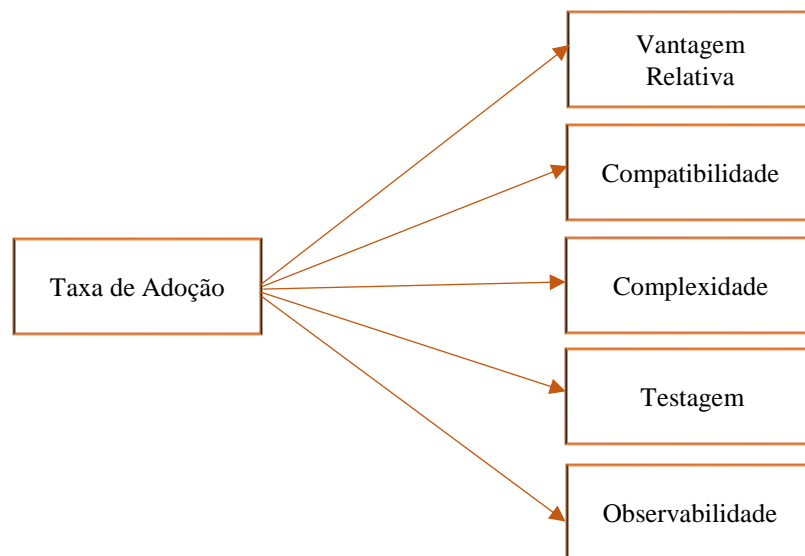 Vantagem
Relativa
Compatibilidade
Taxa de Adoção
Complexidade
Testagem
Observabilidade